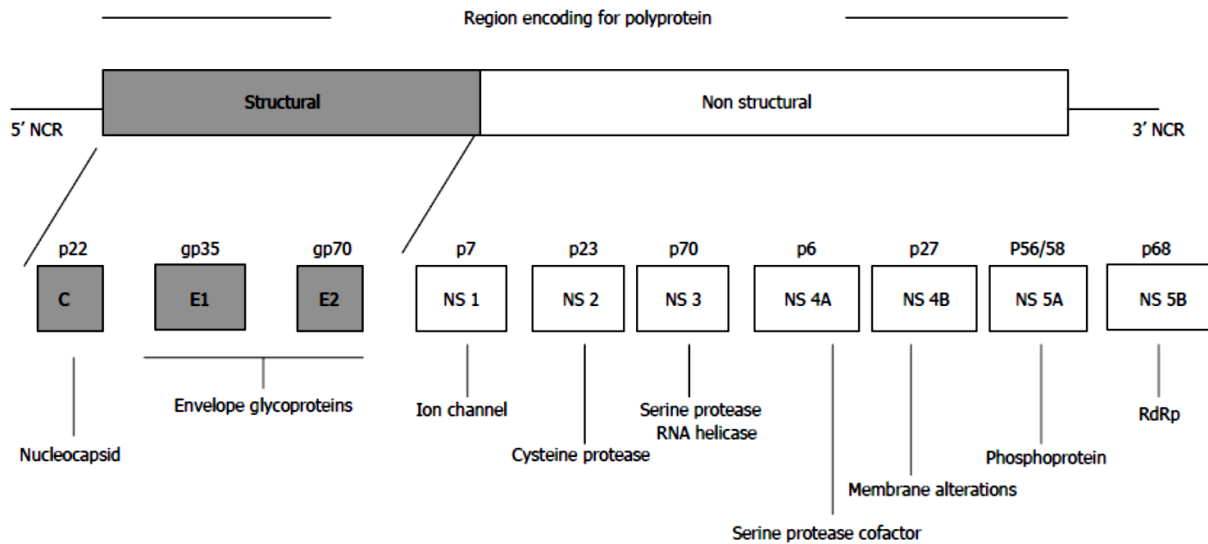 Region encoding for polyprotein
Structural
Non structural
5′ NCR
3′ NCR
p22
gp35
gp70
p7
p23
p70
p6
p27
P56/58
p68
C
E1
E2
NS 1
NS 2
NS 3
NS 4A
NS 4B
NS 5A
NS 5B
Nucleocapsid
Envelope glycoproteins
Ion channel
Cysteine protease
Serine protease
RNA helicase
Serine protease cofactor
Membrane alterations
Phosphoprotein
RdRp